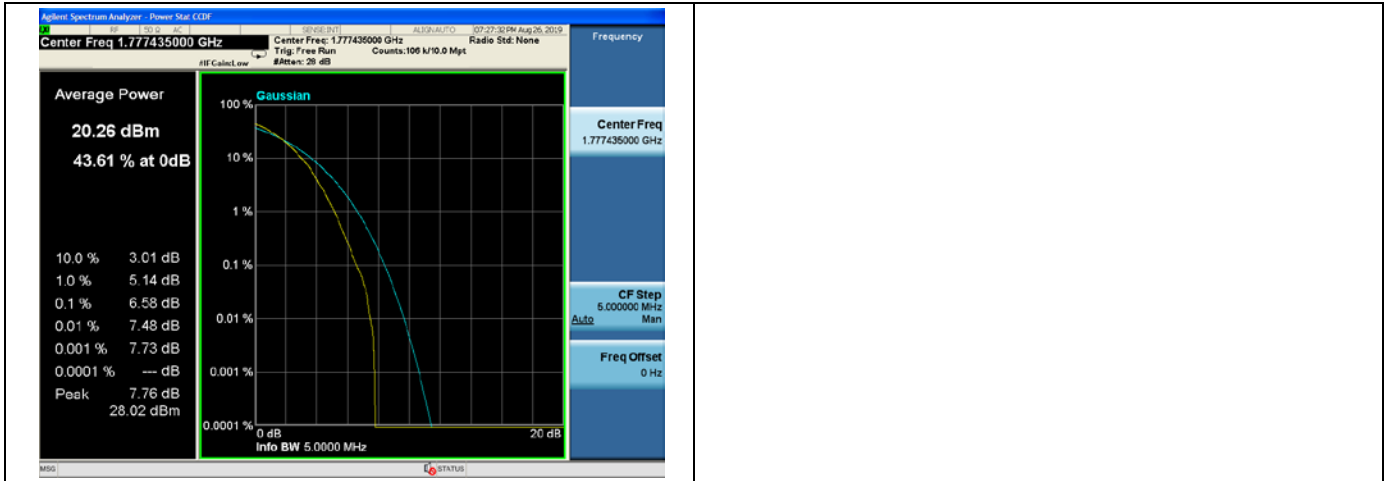 Agilent Spectrum Analyzer - Power Stat CCDF
RF 50 Ω AC SENSE:INT ALIGNAUTO 07:27:32 PM Aug 26, 2019
Center Freq 1.777435000 GHz
Center Freq: 1.777435000 GHz Radio Std: None
Trig: Free Run Counts:106 k/10.0 Mpt
#IFGain:Low #Atten: 28 dB
Frequency
Average Power
20.26 dBm
43.61 % at 0dB
10.0 % 3.01 dB
1.0 % 5.14 dB
0.1 % 6.58 dB
0.01 % 7.48 dB
0.001 % 7.73 dB
0.0001 % --- dB
Peak 7.76 dB
28.02 dBm
Gaussian
100 %
10 %
1 %
0.1 %
0.01 %
0.001 %
0.0001 %
0 dB 20 dB
Info BW 5.0000 MHz
Center Freq
1.777435000 GHz
CF Step
5.000000 MHz
Auto Man
Freq Offset
0 Hz
MSG STATUS